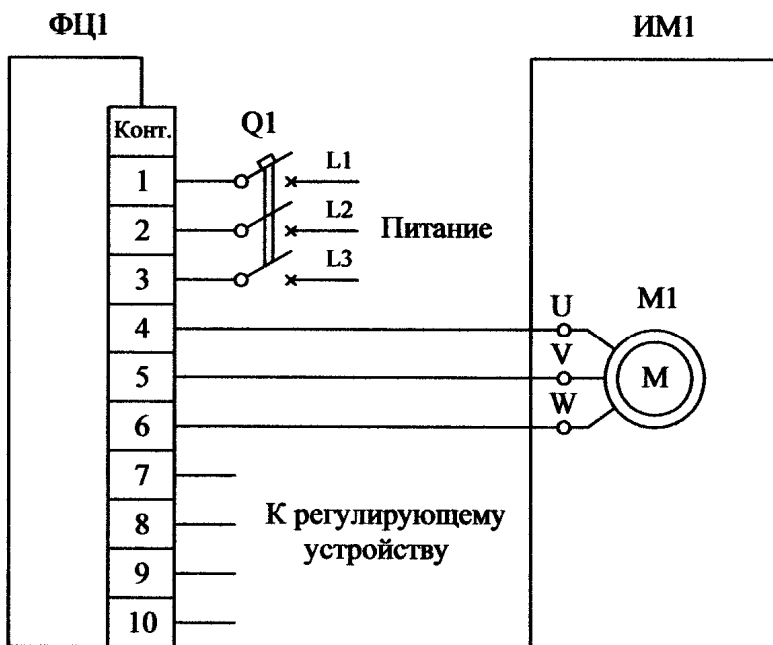 ФЦ1
ИМ1
Конт.
Q1
1
L1
2
L2
Питание
3
L3
4
U
M1
5
V
M
6
W
7
8
К регулирующему
устройству
9
10